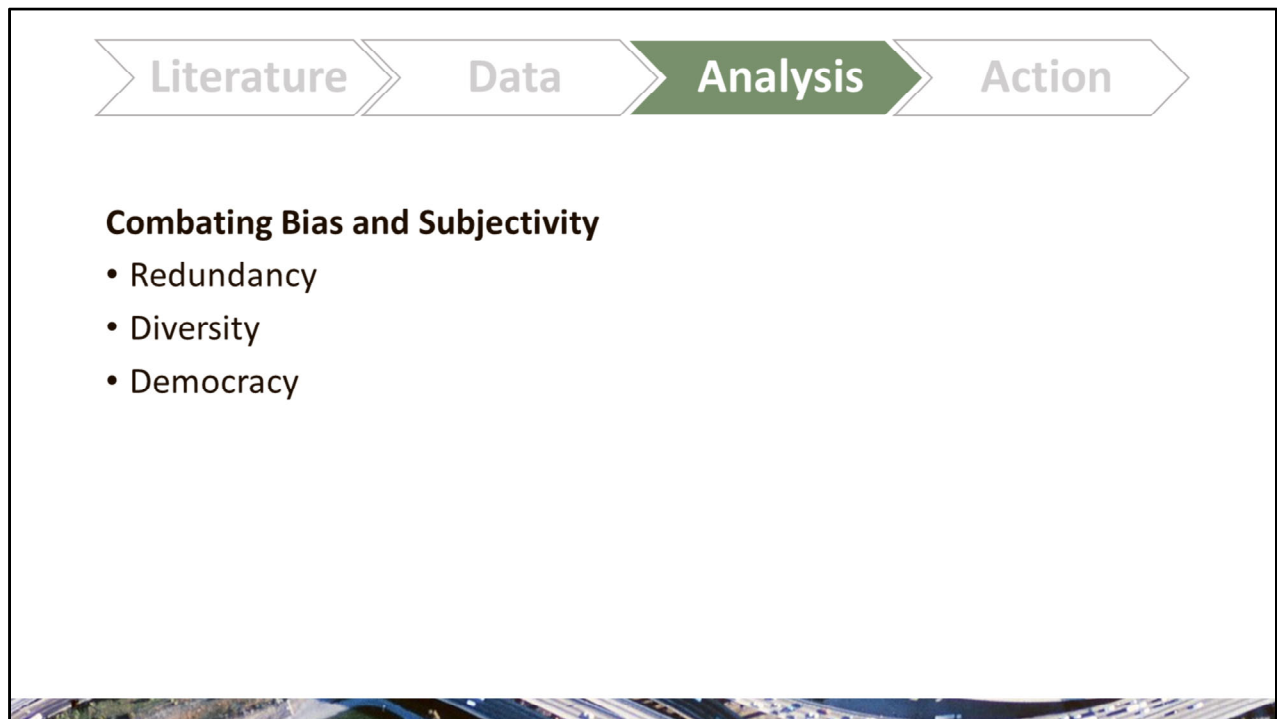 Literature Data Analysis Action
Combating Bias and Subjectivity
• Redundancy
• Diversity
• Democracy